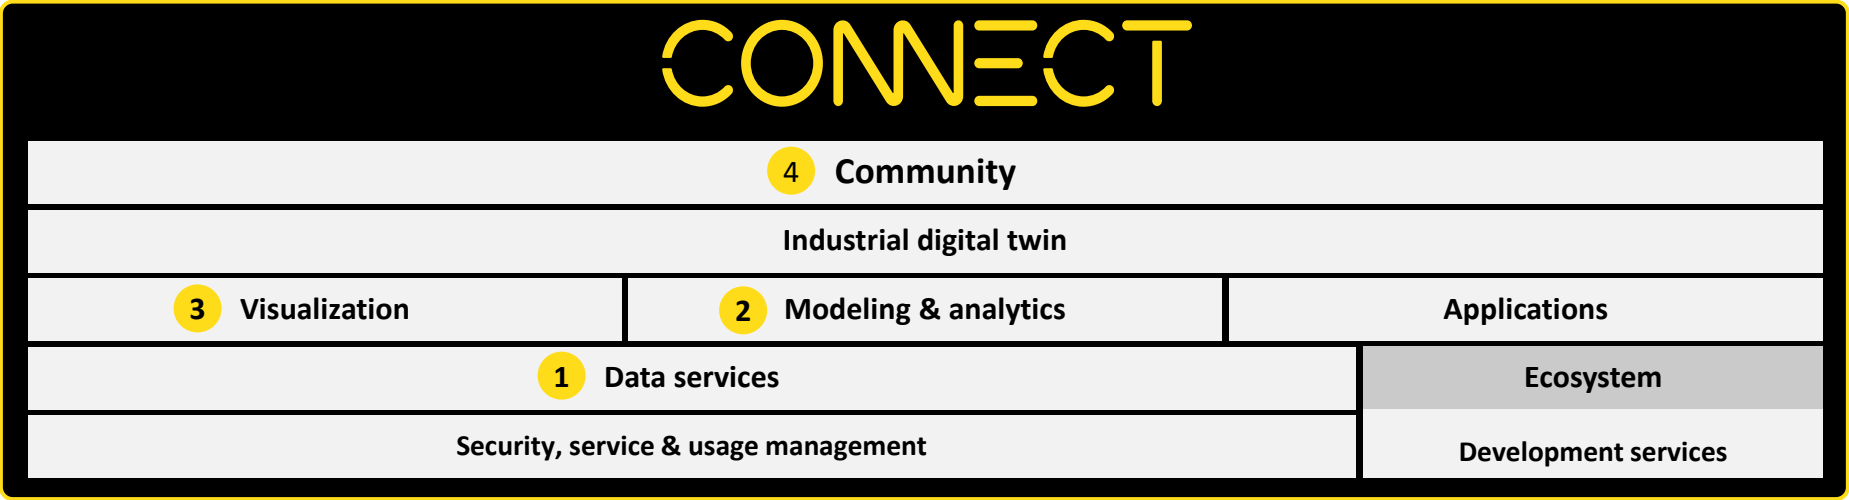 CONNECT
4 Community
Industrial digital twin
3 Visualization
2 Modeling & analytics
Applications
1 Data services
Ecosystem
Security, service & usage management
Development services